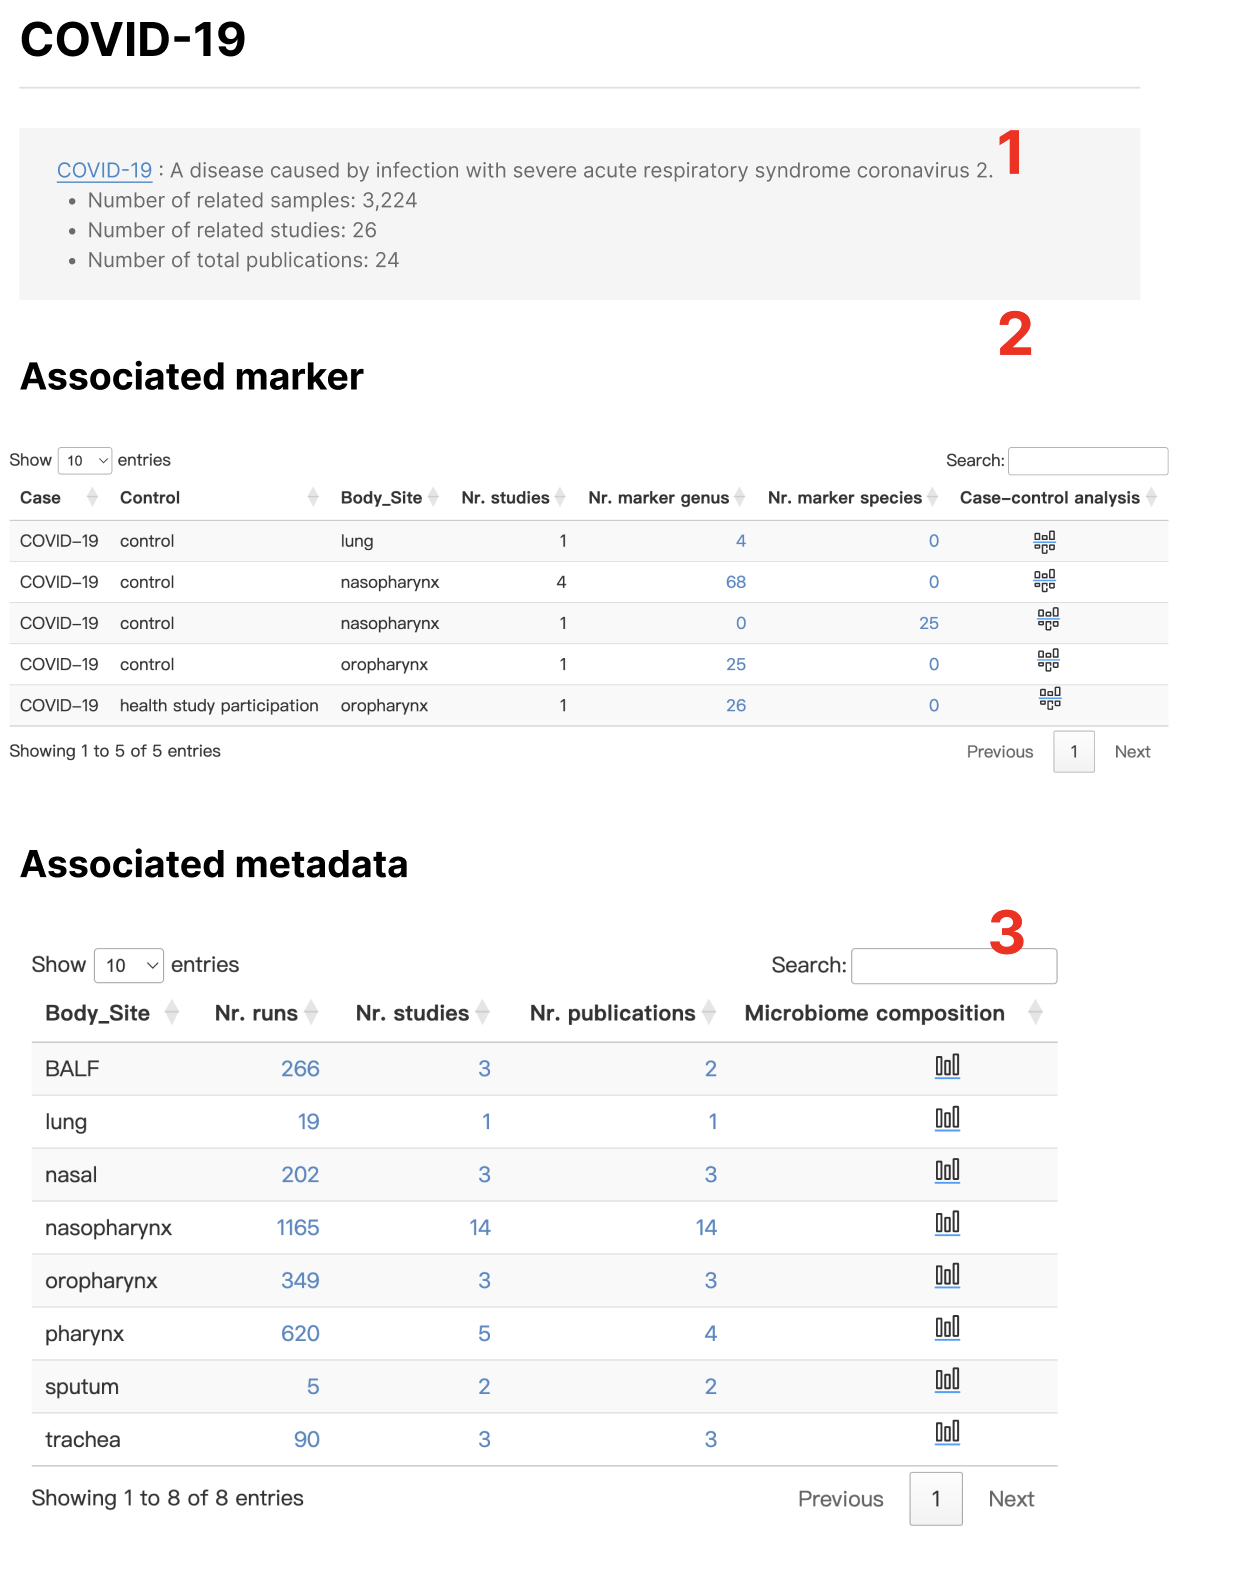 COVID-19
1
COVID-19 : A disease caused by infection with severe acute respiratory syndrome coronavirus 2.
• Number of related samples: 3,224
• Number of related studies: 26
• Number of total publications: 24
2
Associated marker
Show 10 entries Search:
Case Control Body_Site Nr. studies Nr. marker genus Nr. marker species Case–control analysis
COVID–19 control lung 1 4 0
COVID–19 control nasopharynx 4 68 0
COVID–19 control nasopharynx 1 0 25
COVID–19 control oropharynx 1 25 0
COVID–19 health study participation oropharynx 1 26 0
Showing 1 to 5 of 5 entries Previous 1 Next
Associated metadata
3
Show 10 entries Search:
Body_Site Nr. runs Nr. studies Nr. publications Microbiome composition
BALF 266 3 2
lung 19 1 1
nasal 202 3 3
nasopharynx 1165 14 14
oropharynx 349 3 3
pharynx 620 5 4
sputum 5 2 2
trachea 90 3 3
Showing 1 to 8 of 8 entries Previous 1 Next